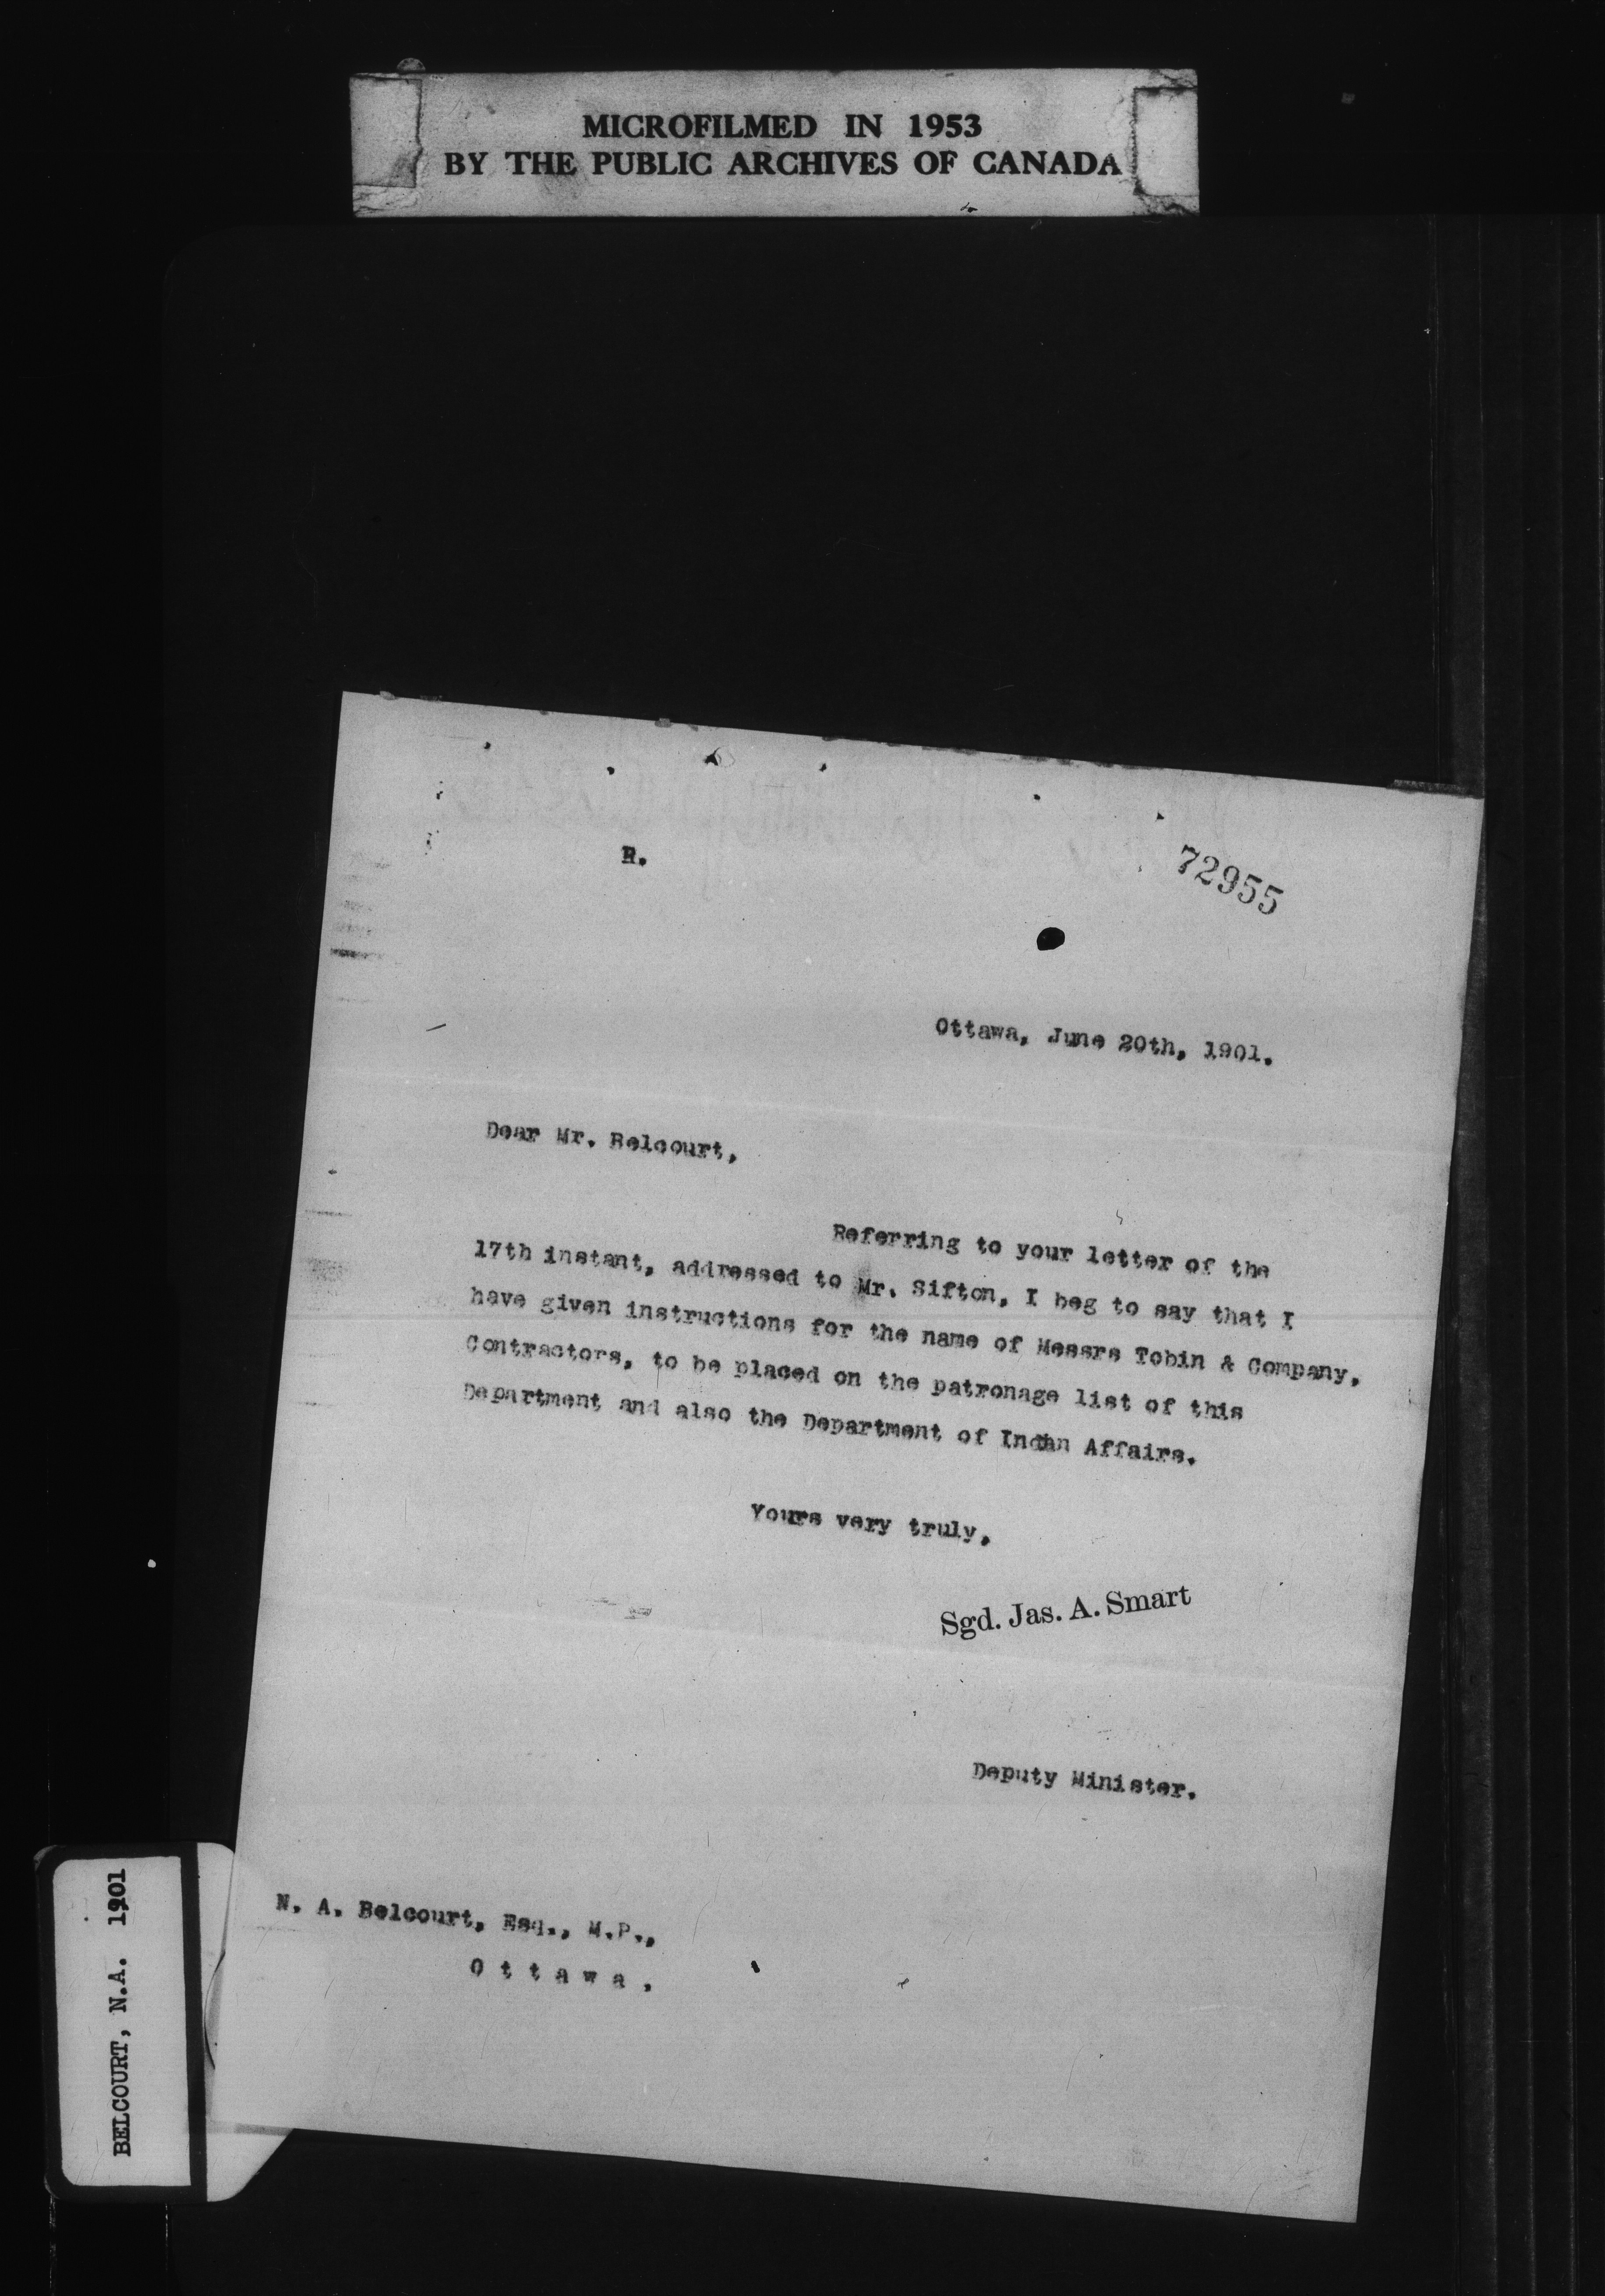 MICROFILMED IN 1953
BY THE PUBLIC ARCHIVES OF CANADA
R.
72955
Ottawa, June 20th, 1901.
Dear Mr. Belcourt,
Referring to your letter of the
17th instant, addressed to Mr. Sifton, I beg to say that I
have given instructions for the name of Messrs Tobin & Company,
Contractors, to be placed on the patronage list of this
Department and also the Department of Indian Affairs.
Yours very truly,
Sgd. Jas. A. Smart
Deputy Minister.
N. A. Belcourt, Esq., M.P.,
Ottawa.
BELCOURT, N.A. 1901